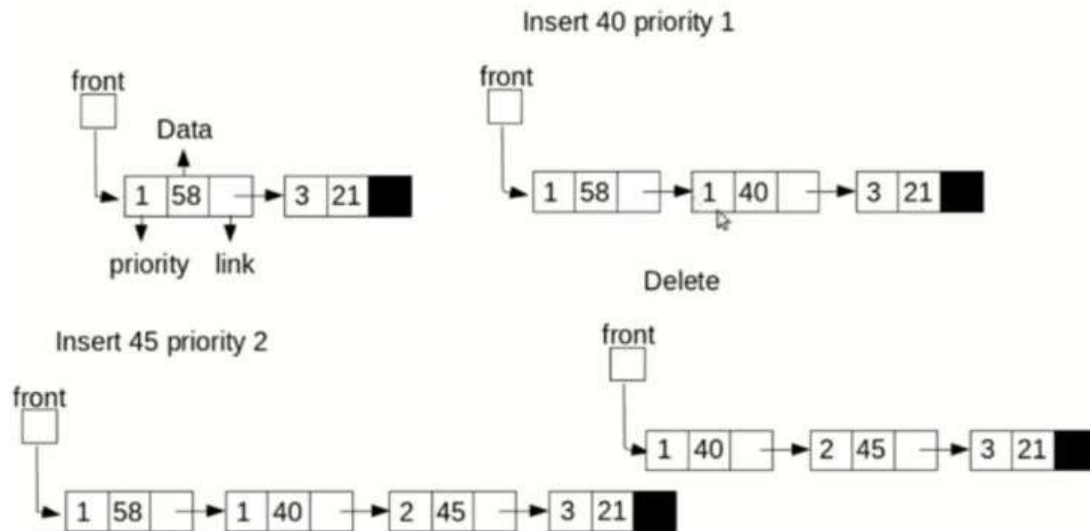 Insert 40 priority 1
front
Data
1 58 3 21
priority link
front
1 58 1 40 3 21
Insert 45 priority 2
front
1 58 1 40 2 45 3 21
Delete
front
1 40 2 45 3 21